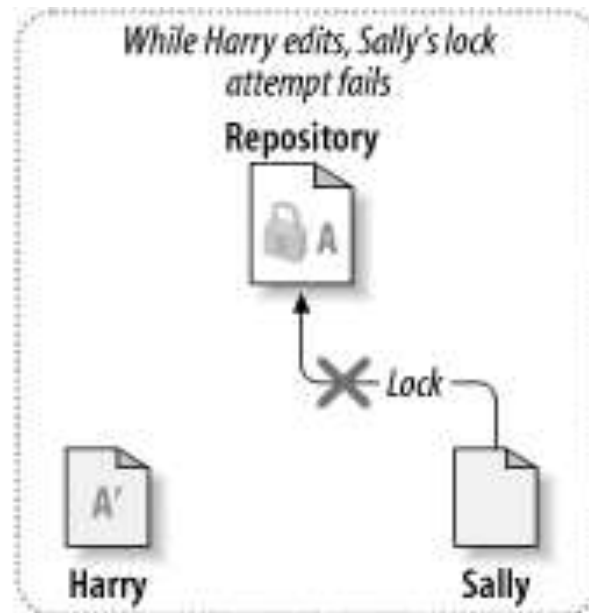 While Harry edits, Sally's lock
attempt fails
Repository
A
Lock
A'
Harry
Sally